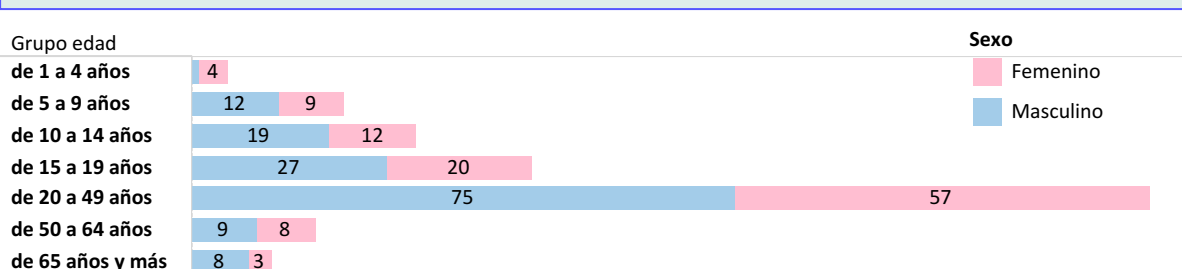 Grupo edad
Sexo
de 1 a 4 años 4
Femenino
de 5 a 9 años 12 9
Masculino
de 10 a 14 años 19 12
de 15 a 19 años 27 20
de 20 a 49 años 75 57
de 50 a 64 años 9 8
de 65 años y más 8 3